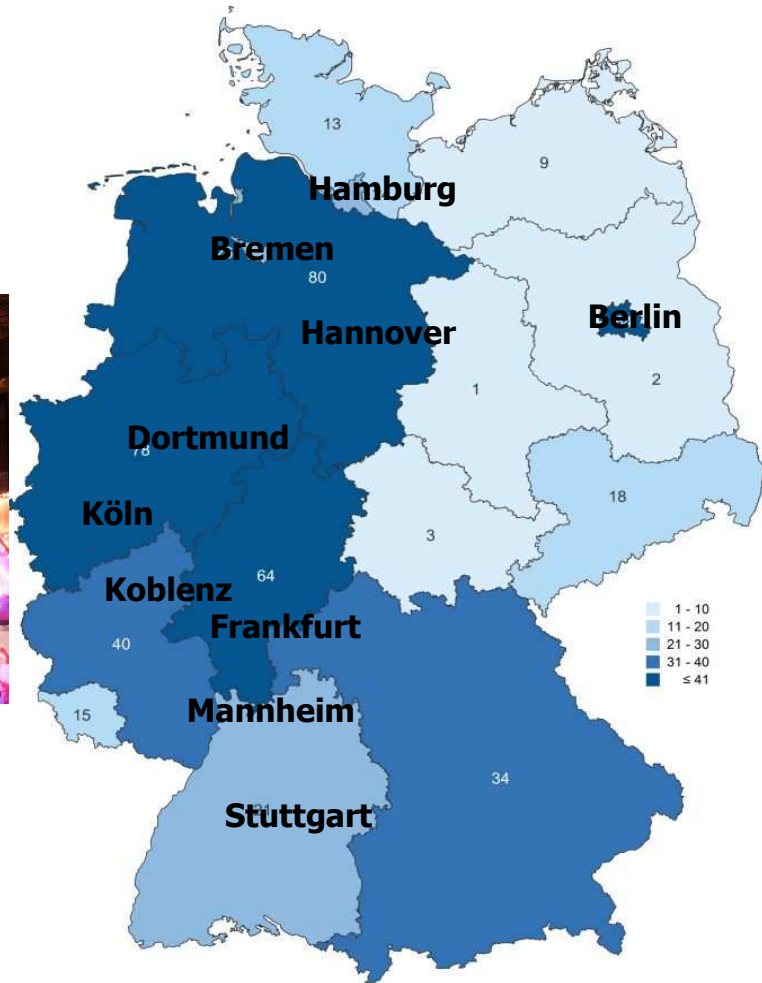 13
9
Hamburg
Bremen
80
Hannover
Berlin
1
2
Dortmund
78
18
Köln
3
Koblenz
64
Frankfurt
40
1 - 10
11 - 20
21 - 30
31 - 40
≤ 41
15
Mannheim
34
Stuttgart